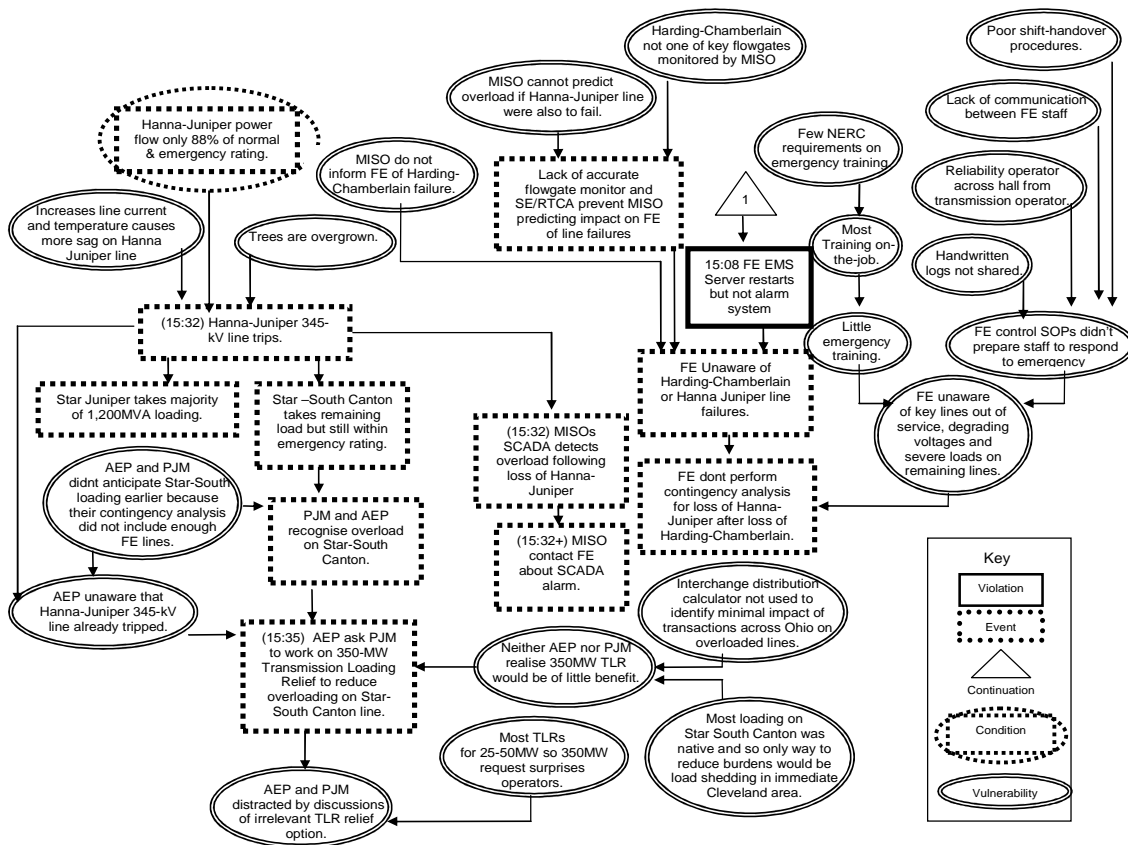 Harding-Chamberlain
not one of key flowgates
monitored by MISO
Poor shift-handover
procedures.
MISO cannot predict
overload if Hanna-Juniper line
were also to fail.
Lack of communication
between FE staff
Hanna-Juniper power
flow only 88% of normal
& emergency rating.
Few NERC
requirements on
emergency training.
MISO do not
inform FE of Harding-
Chamberlain failure.
Lack of accurate
flowgate monitor and
SE/RTCA prevent MISO
predicting impact on FE
of line failures
1
Reliability operator
across hall from
transmission operator.
Increases line current
and temperature causes
more sag on Hanna
Juniper line
Trees are overgrown.
Most
Training on-
the-job.
Handwritten
logs not shared.
15:08 FE EMS
Server restarts
but not alarm
system
(15:32) Hanna-Juniper 345-
kV line trips.
Little
emergency
training.
FE control SOPs didn't
prepare staff to respond
to emergency
FE Unaware of
Harding-Chamberlain
or Hanna Juniper line
failures.
Star Juniper takes majority
of 1,200MVA loading.
Star –South Canton
takes remaining
load but still within
emergency rating.
FE unaware
of key lines out of
service, degrading
voltages and
severe loads on
remaining lines.
(15:32) MISOs
SCADA detects
overload following
loss of Hanna-
Juniper
AEP and PJM
didnt anticipate Star-South
loading earlier because
their contingency analysis
did not include enough
FE lines.
FE dont perform
contingency analysis
for loss of Hanna-
Juniper after loss of
Harding-Chamberlain.
PJM and AEP
recognise overload
on Star-South
Canton.
(15:32+) MISO
contact FE
about SCADA
alarm.
Key
Violation
Event
Continuation
Condition
Vulnerability
AEP unaware that
Hanna-Juniper 345-kV
line already tripped.
Interchange distribution
calculator not used to
identify minimal impact of
transactions across Ohio on
overloaded lines.
(15:35) AEP ask PJM
to work on 350-MW
Transmission Loading
Relief to reduce
overloading on Star-
South Canton line.
Neither AEP nor PJM
realise 350MW TLR
would be of little benefit.
Most loading on
Star South Canton was
native and so only way to
reduce burdens would be
load shedding in immediate
Cleveland area.
Most TLRs
for 25-50MW so 350MW
request surprises
operators.
AEP and PJM
distracted by discussions
of irrelevant TLR relief
option.